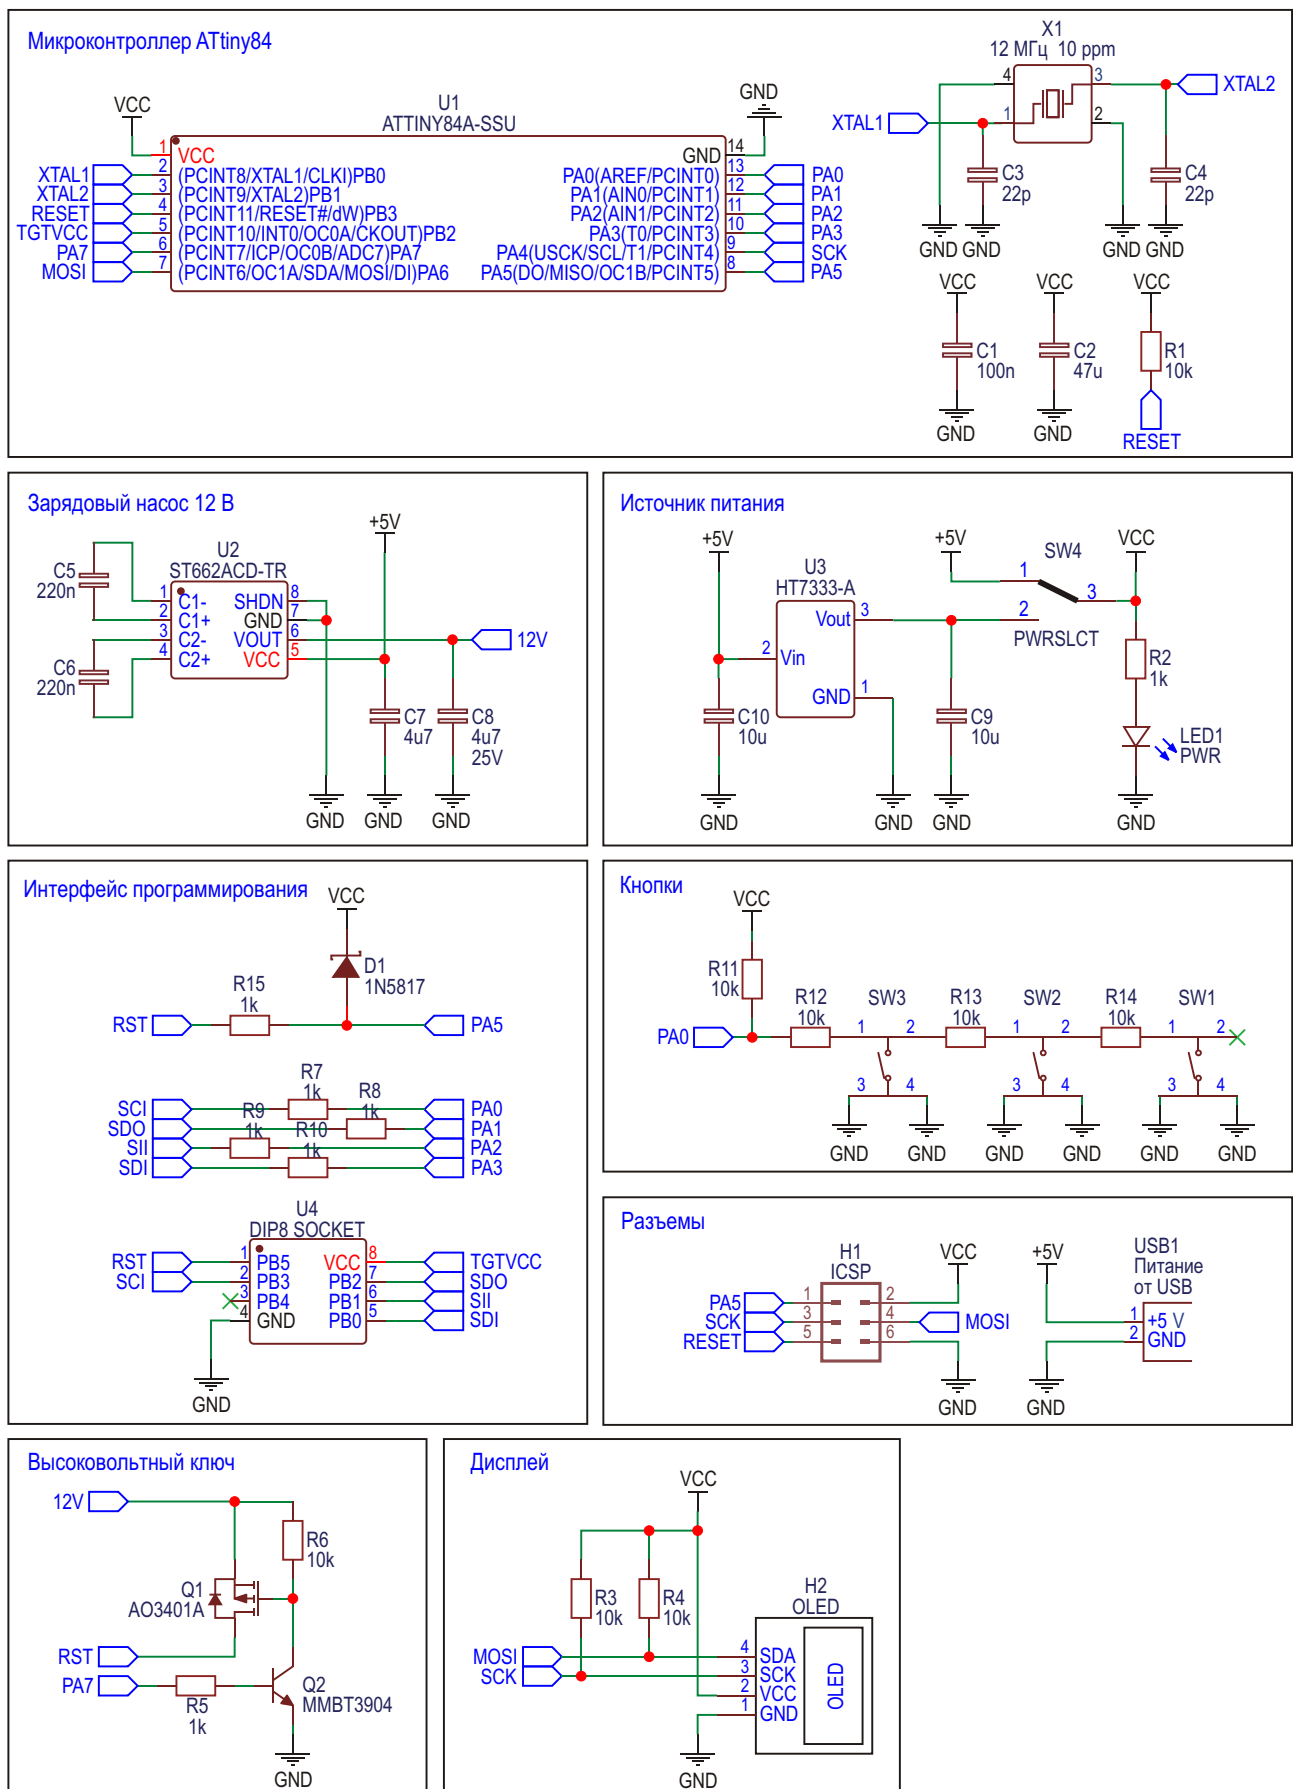 Микроконтроллер ATtiny84
X1
12 МГц 10 ppm
4
3
1
2
XTAL1
XTAL2
C3
22p
C4
22p
GND
GND
GND
GND
VCC
GND
U1
ATTINY84A-SSU
1
VCC
GND
14
XTAL1
2
(PCINT8/XTAL1/CLKI)PB0
PA0(AREF/PCINT0)
13
PA0
XTAL2
3
(PCINT9/XTAL2)PB1
PA1(AIN0/PCINT1)
12
PA1
RESET
4
(PCINT11/RESET#/dW)PB3
PA2(AIN1/PCINT2)
11
PA2
TGTVCC
5
(PCINT10/INT0/OC0A/CKOUT)PB2
PA3(T0/PCINT3)
10
PA3
PA7
6
(PCINT7/ICP/OC0B/ADC7)PA7
PA4(USCK/SCL/T1/PCINT4)
9
SCK
MOSI
7
(PCINT6/OC1A/SDA/MOSI/DI)PA6
PA5(DO/MISO/OC1B/PCINT5)
8
PA5
VCC
VCC
VCC
C1
100n
C2
47u
R1
10k
GND
GND
RESET
Зарядовый насос 12 В
+5V
U2
ST662ACD-TR
C5
220n
C6
220n
1
C1-
SHDN
8
2
C1+
GND
7
3
C2-
VOUT
6
4
C2+
VCC
5
12V
C7
4u7
C8
4u7
25V
GND
GND
GND
Источник питания
+5V
U3
HT7333-A
+5V
SW4
VCC
1
2
3
PWRSLCT
Vout
3
2
Vin
GND
1
C10
10u
C9
10u
R2
1k
LED1
PWR
GND
GND
GND
GND
Интерфейс программирования
VCC
D1
1N5817
R15
1k
RST
PA5
R7
1k
R8
1k
R9
1k
R10
1k
SCI
PA0
SDO
PA1
SII
PA2
SDI
PA3
U4
DIP8 SOCKET
RST
1
PB5
VCC
8
TGTVCC
SCI
2
PB3
PB2
7
SDO
3
PB4
PB1
6
SII
4
GND
PB0
5
SDI
GND
Кнопки
VCC
R11
10k
PA0
R12
10k
SW3
R13
10k
SW2
R14
10k
SW1
1
2
1
2
1
2
3
4
3
4
3
4
GND
GND
GND
GND
GND
GND
Разъемы
H1
ICSP
VCC
+5V
USB1
Питание
от USB
PA5
1
2
SCK
3
4
MOSI
RESET
5
6
1
+5 V
2
GND
GND
GND
Высоковольтный ключ
12V
R6
10k
Q1
AO3401A
RST
PA7
R5
1k
Q2
MMBT3904
GND
Дисплей
VCC
R3
10k
R4
10k
H2
OLED
MOSI
4
SDA
SCK
3
SCK
2
VCC
1
GND
OLED
GND